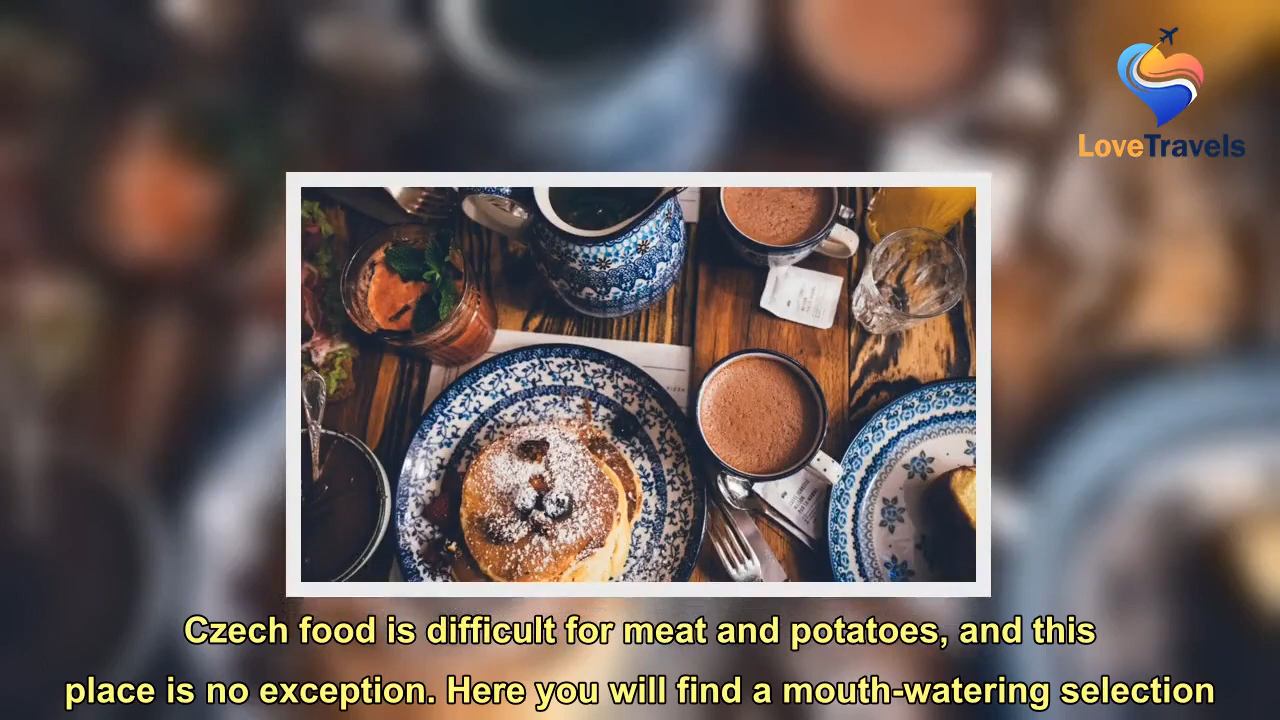 LoveTravels
Czech food is difficult for meat and potatoes, and this
place is no exception. Here you will find a mouth-watering selection